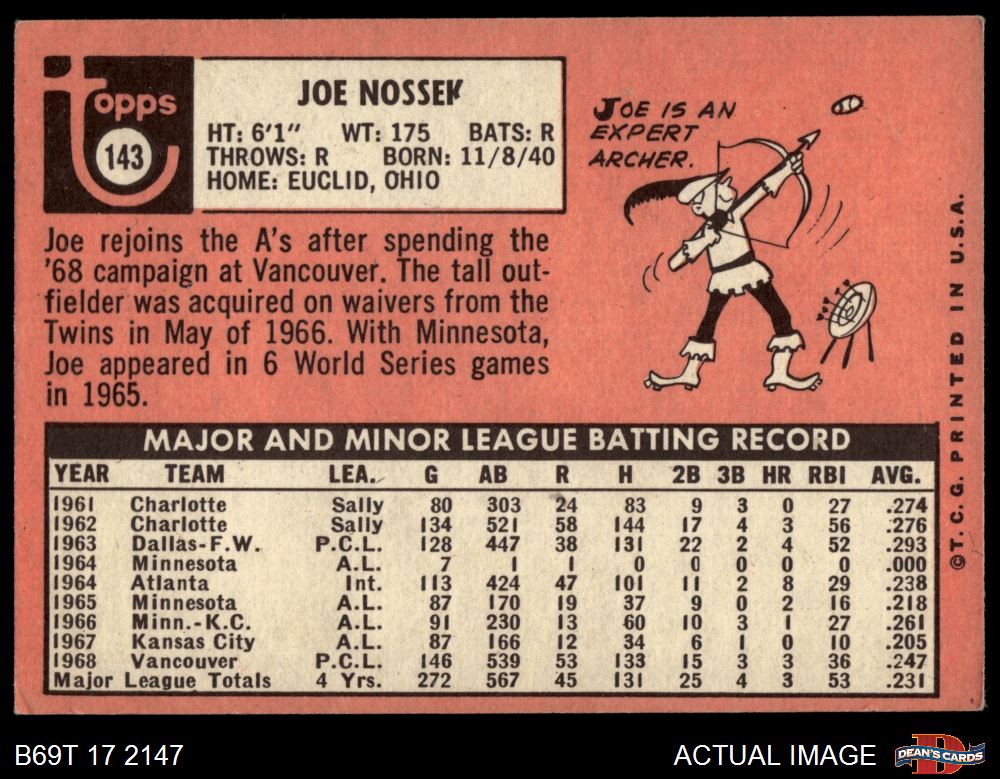 Topps
143
JOE NOSSEK
HT: 6'1" WT: 175 BATS: R
THROWS: R BORN: 11/8/40
HOME: EUCLID, OHIO
JOE IS AN
EXPERT
ARCHER.
Joe rejoins the A's after spending the
'68 campaign at Vancouver. The tall out-
fielder was acquired on waivers from the
Twins in May of 1966. With Minnesota,
Joe appeared in 6 World Series games
in 1965.
MAJOR AND MINOR LEAGUE BATTING RECORD
YEAR TEAM LEA. G AB R H 2B 3B HR RBI AVG.
1961 Charlotte Sally 80 303 24 83 9 3 0 27 .274
1962 Charlotte Sally 134 521 58 144 17 4 3 56 .276
1963 Dallas-F.W. P.C.L. 128 447 38 131 22 2 4 52 .293
1964 Minnesota A.L. 7 1 1 0 0 0 0 0 .000
1964 Atlanta Int. 113 424 47 101 11 2 8 29 .238
1965 Minnesota A.L. 87 170 19 37 9 0 2 16 .218
1966 Minn.-K.C. A.L. 91 230 13 60 10 3 1 27 .261
1967 Kansas City A.L. 87 166 12 34 6 1 0 10 .205
1968 Vancouver P.C.L. 146 539 53 133 15 3 3 36 .247
Major League Totals 4 Yrs. 272 567 45 131 25 4 3 53 .231
©T.C.G. PRINTED IN U.S.A.
B69T 17 2147
ACTUAL IMAGE
DEAN'S CARDS